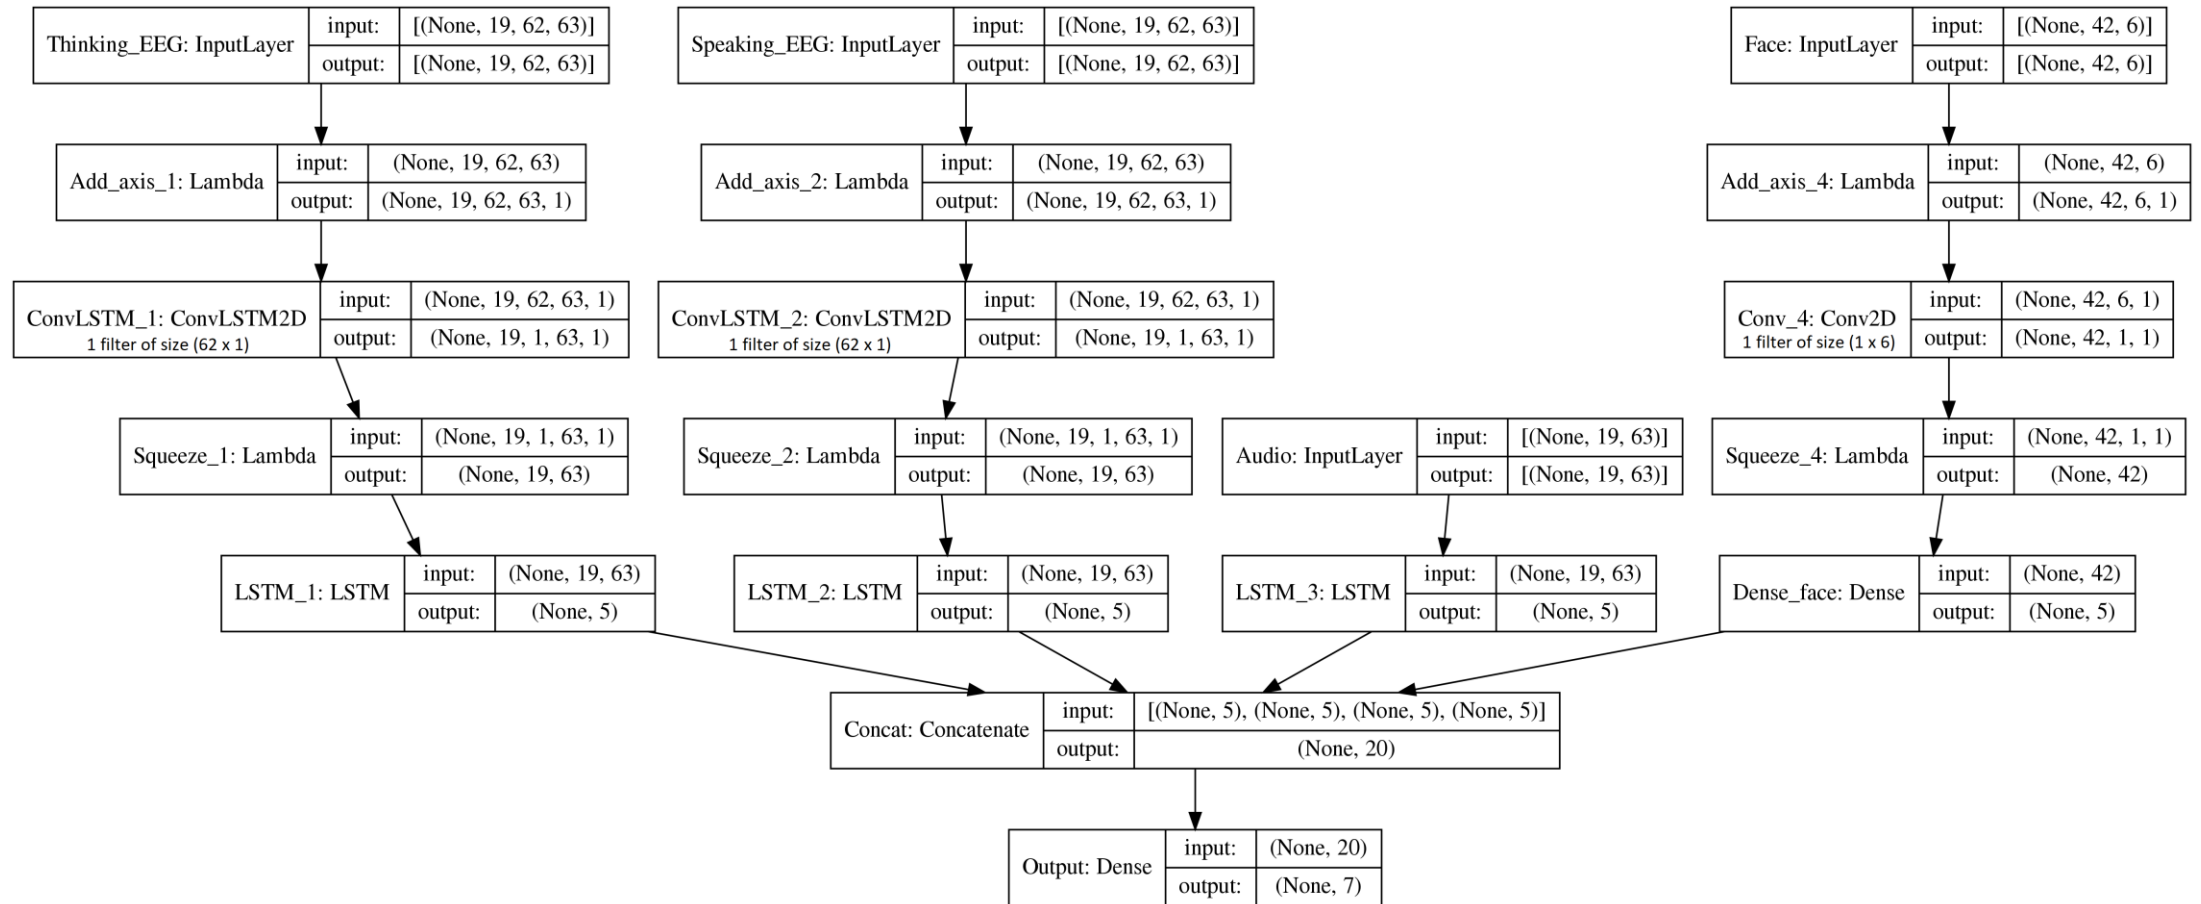 Thinking_EEG: InputLayer
input: [(None, 19, 62, 63)]
output: [(None, 19, 62, 63)]
Speaking_EEG: InputLayer
input: [(None, 19, 62, 63)]
output: [(None, 19, 62, 63)]
Face: InputLayer
input: [(None, 42, 6)]
output: [(None, 42, 6)]
Add_axis_1: Lambda
input: (None, 19, 62, 63)
output: (None, 19, 62, 63, 1)
Add_axis_2: Lambda
input: (None, 19, 62, 63)
output: (None, 19, 62, 63, 1)
Add_axis_4: Lambda
input: (None, 42, 6)
output: (None, 42, 6, 1)
ConvLSTM_1: ConvLSTM2D
1 filter of size (62 x 1)
input: (None, 19, 62, 63, 1)
output: (None, 19, 1, 63, 1)
ConvLSTM_2: ConvLSTM2D
1 filter of size (62 x 1)
input: (None, 19, 62, 63, 1)
output: (None, 19, 1, 63, 1)
Conv_4: Conv2D
1 filter of size (1 x 6)
input: (None, 42, 6, 1)
output: (None, 42, 1, 1)
Squeeze_1: Lambda
input: (None, 19, 1, 63, 1)
output: (None, 19, 63)
Squeeze_2: Lambda
input: (None, 19, 1, 63, 1)
output: (None, 19, 63)
Audio: InputLayer
input: [(None, 19, 63)]
output: [(None, 19, 63)]
Squeeze_4: Lambda
input: (None, 42, 1, 1)
output: (None, 42)
LSTM_1: LSTM
input: (None, 19, 63)
output: (None, 5)
LSTM_2: LSTM
input: (None, 19, 63)
output: (None, 5)
LSTM_3: LSTM
input: (None, 19, 63)
output: (None, 5)
Dense_face: Dense
input: (None, 42)
output: (None, 5)
Concat: Concatenate
input: [(None, 5), (None, 5), (None, 5), (None, 5)]
output: (None, 20)
Output: Dense
input: (None, 20)
output: (None, 7)